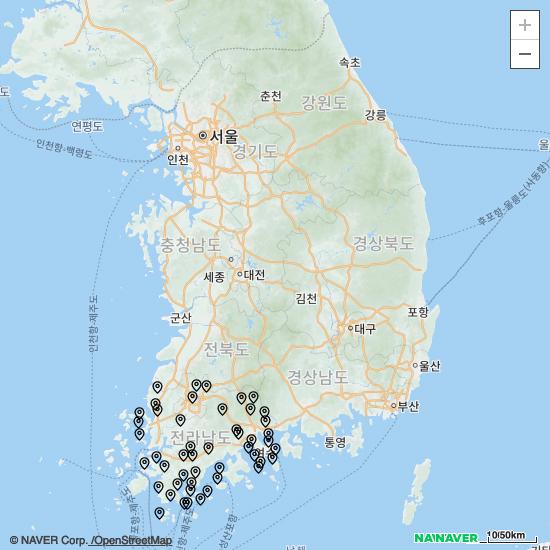 +
−
속초
춘천
강원도
강릉
도
연평도
서울
인천
경기도
인천항-백령도
울
후포항-울릉도(사동항)
충청남도
경상북도
세종
대전
김천
군산
포항
대구
인천항-제주도
전북도
울산
경상남도
부산
전라남도
통영
제주도
성산포항
© NAVER Corp. /OpenStreetMap
NAVER
10/50km